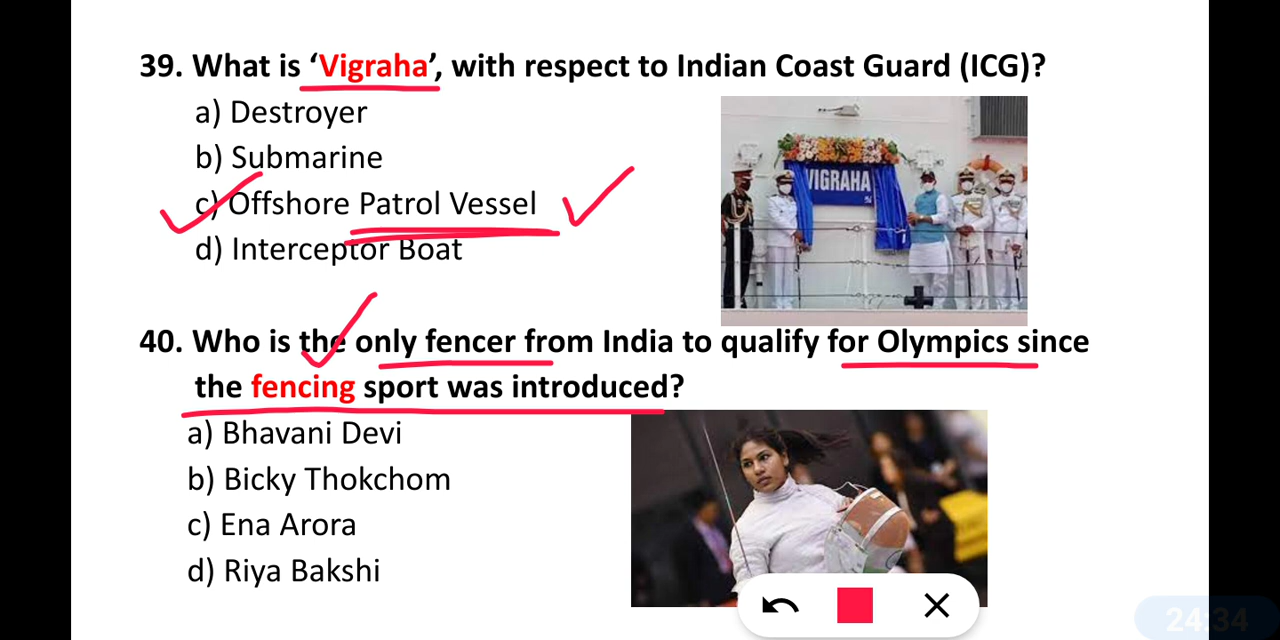 39. What is ‘Vigraha’, with respect to Indian Coast Guard (ICG)?
a) Destroyer
b) Submarine
c) Offshore Patrol Vessel
d) Interceptor Boat
VIGRAHA
40. Who is the only fencer from India to qualify for Olympics since
the fencing sport was introduced?
a) Bhavani Devi
b) Bicky Thokchom
c) Ena Arora
d) Riya Bakshi
24:34